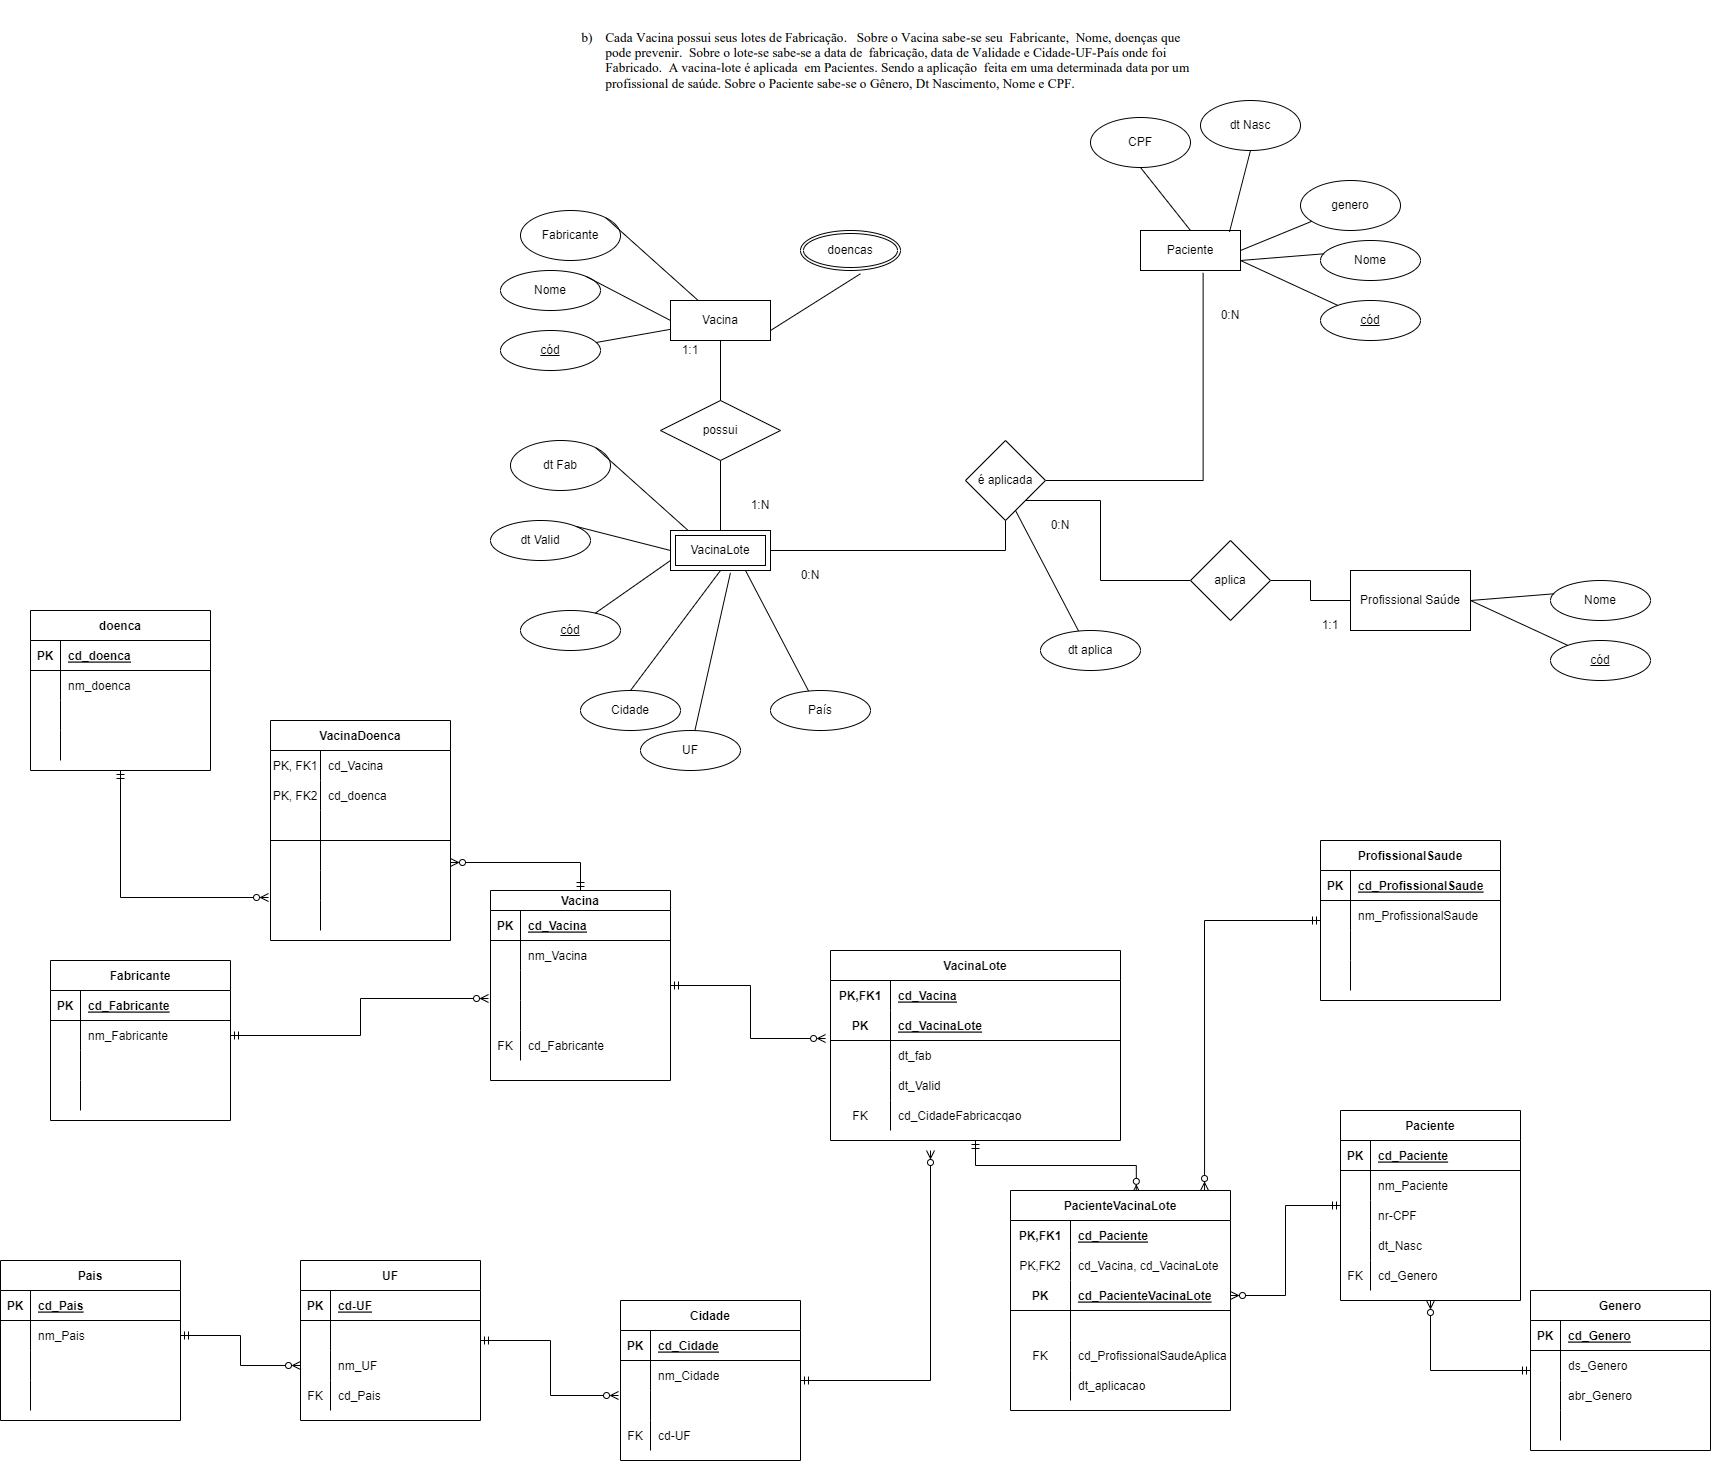 b) Cada Vacina possui seus lotes de Fabricação. Sobre o Vacina sabe-se seu Fabricante, Nome, doenças que
pode prevenir. Sobre o lote-se sabe-se a data de fabricação, data de Validade e Cidade-UF-País onde foi
Fabricado. A vacina-lote é aplicada em Pacientes. Sendo a aplicação feita em uma determinada data por um
profissional de saúde. Sobre o Paciente sabe-se o Gênero, Dt Nascimento, Nome e CPF.
CPF
dt Nasc
genero
Paciente
Nome
cód
0:N
Fabricante
doencas
Nome
Vacina
cód
1:1
possui
dt Fab
1:N
dt Valid
VacinaLote
0:N
cód
Cidade
UF
País
é aplicada
0:N
aplica
dt aplica
Profissional Saúde
1:1
Nome
cód
doenca
PK cd_doenca
nm_doenca
VacinaDoenca
PK, FK1 cd_Vacina
PK, FK2 cd_doenca
Vacina
PK cd_Vacina
nm_Vacina
FK cd_Fabricante
Fabricante
PK cd_Fabricante
nm_Fabricante
VacinaLote
PK,FK1 cd_Vacina
PK cd_VacinaLote
dt_fab
dt_Valid
FK cd_CidadeFabricacqao
ProfissionalSaude
PK cd_ProfissionalSaude
nm_ProfissionalSaude
Paciente
PK cd_Paciente
nm_Paciente
nr-CPF
dt_Nasc
FK cd_Genero
PacienteVacinaLote
PK,FK1 cd_Paciente
PK,FK2 cd_Vacina, cd_VacinaLote
PK cd_PacienteVacinaLote
FK cd_ProfissionalSaudeAplica
dt_aplicacao
Pais
PK cd_Pais
nm_Pais
UF
PK cd-UF
nm_UF
FK cd_Pais
Cidade
PK cd_Cidade
nm_Cidade
FK cd-UF
Genero
PK cd_Genero
ds_Genero
abr_Genero